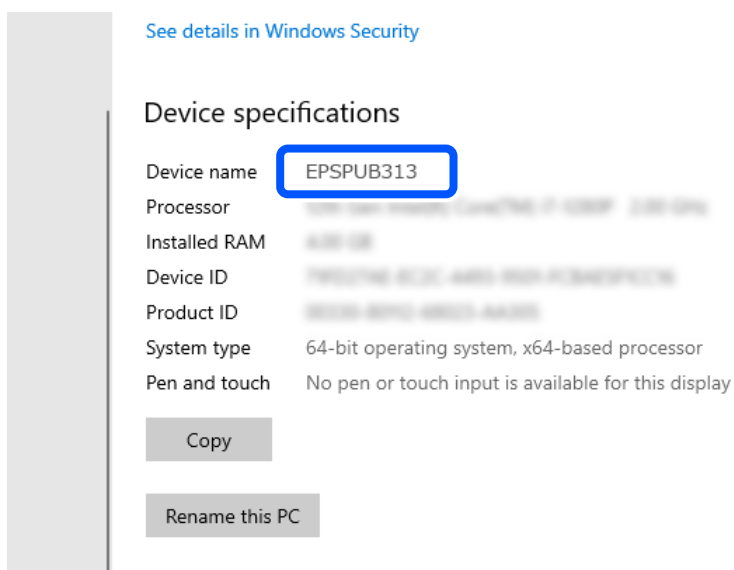 See details in Windows Security
Device specifications
Device name EPSPUB313
Processor
Installed RAM
Device ID
Product ID
System type 64-bit operating system, x64-based processor
Pen and touch No pen or touch input is available for this display
Copy
Rename this PC